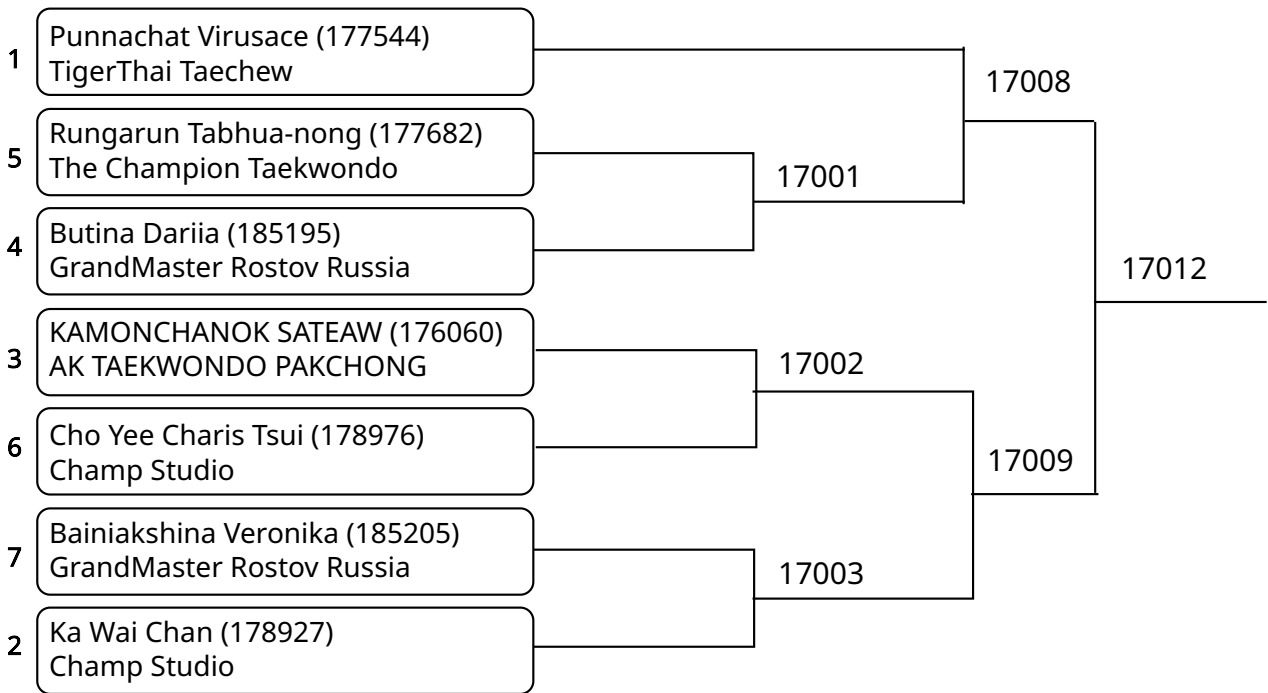 1
Punnachat Virusace (177544)
TigerThai Taechew
5
Rungarun Tabhua-nong (177682)
The Champion Taekwondo
4
Butina Dariia (185195)
GrandMaster Rostov Russia
3
KAMONCHANOK SATEAW (176060)
AK TAEKWONDO PAKCHONG
6
Cho Yee Charis Tsui (178976)
Champ Studio
7
Bainiakshina Veronika (185205)
GrandMaster Rostov Russia
2
Ka Wai Chan (178927)
Champ Studio
17001
17002
17003
17008
17009
17012